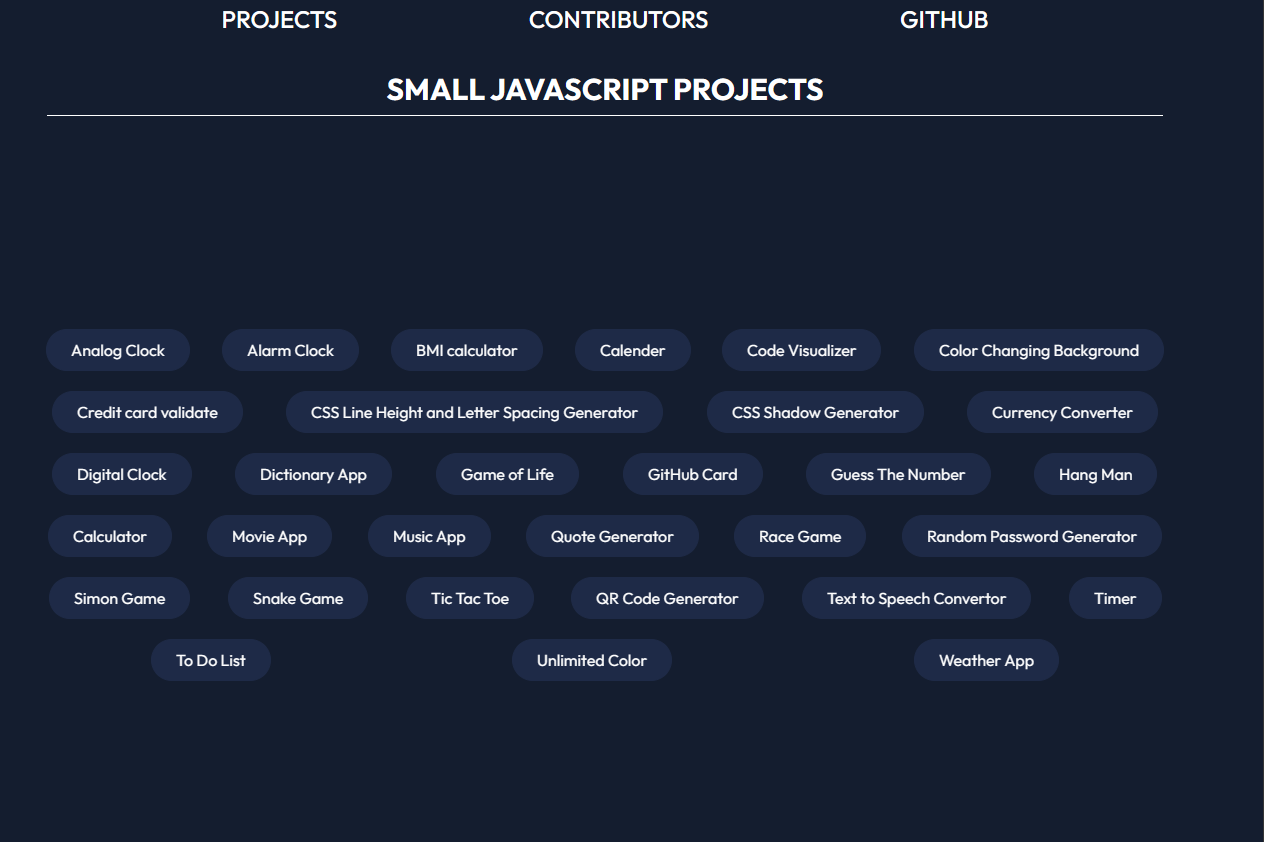 PROJECTS CONTRIBUTORS GITHUB
SMALL JAVASCRIPT PROJECTS
Analog Clock Alarm Clock BMI calculator Calender Code Visualizer Color Changing Background
Credit card validate CSS Line Height and Letter Spacing Generator CSS Shadow Generator Currency Converter
Digital Clock Dictionary App Game of Life GitHub Card Guess The Number Hang Man
Calculator Movie App Music App Quote Generator Race Game Random Password Generator
Simon Game Snake Game Tic Tac Toe QR Code Generator Text to Speech Convertor Timer
To Do List Unlimited Color Weather App